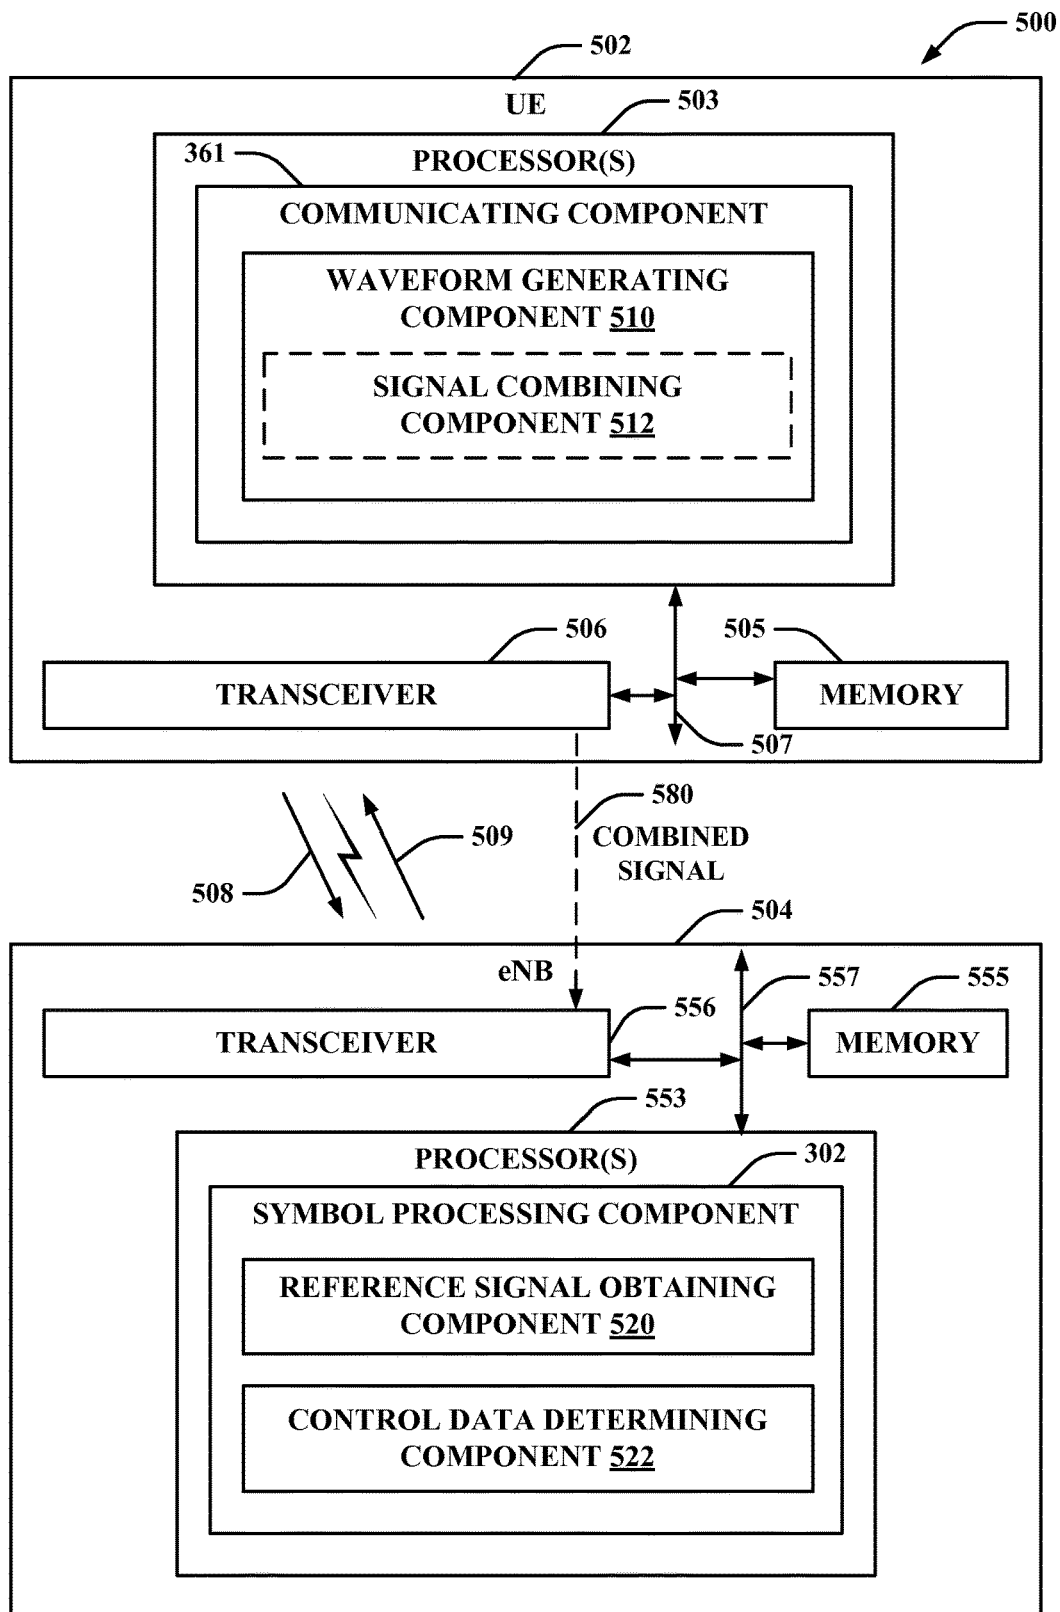 500
502
UE
503
PROCESSOR(S)
361
COMMUNICATING COMPONENT
WAVEFORM GENERATING
COMPONENT 510
SIGNAL COMBINING
COMPONENT 512
506
505
TRANSCEIVER
MEMORY
507
580
COMBINED
SIGNAL
509
508
504
eNB
557
555
556
TRANSCEIVER
MEMORY
553
PROCESSOR(S)
302
SYMBOL PROCESSING COMPONENT
REFERENCE SIGNAL OBTAINING
COMPONENT 520
CONTROL DATA DETERMINING
COMPONENT 522